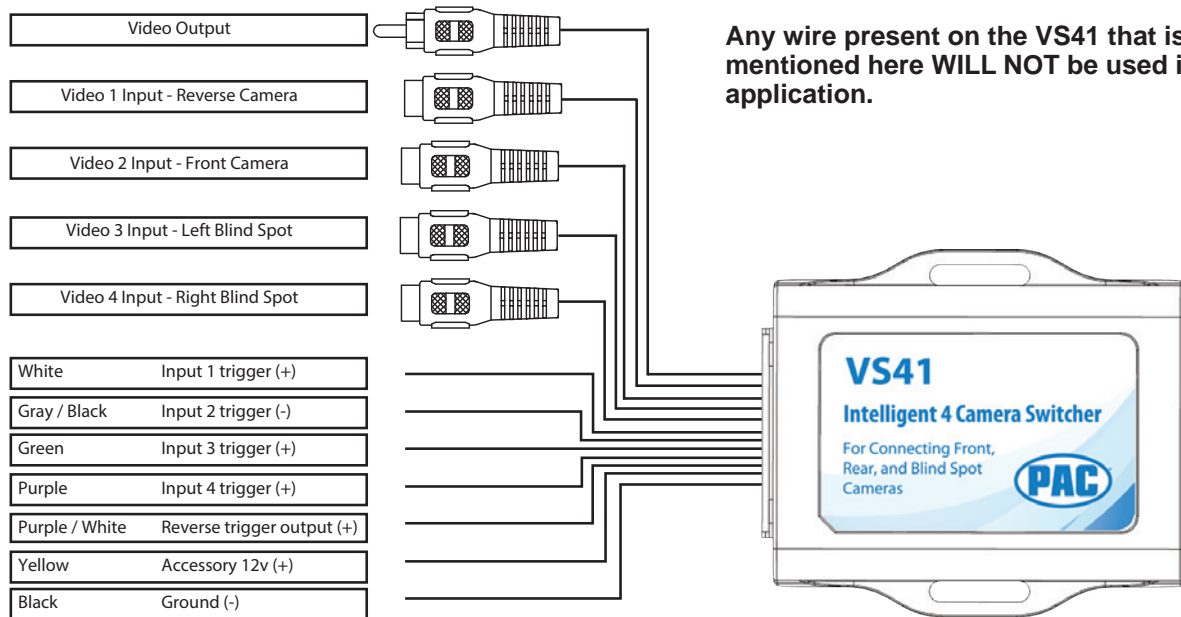 Video Output
Video 1 Input - Reverse Camera
Video 2 Input - Front Camera
Video 3 Input - Left Blind Spot
Video 4 Input - Right Blind Spot
White Input 1 trigger (+)
Gray / Black Input 2 trigger (-)
Green Input 3 trigger (+)
Purple Input 4 trigger (+)
Purple / White Reverse trigger output (+)
Yellow Accessory 12v (+)
Black Ground (-)
Any wire present on the VS41 that is
mentioned here WILL NOT be used i
application.
VS41
Intelligent 4 Camera Switcher
For Connecting Front,
Rear, and Blind Spot
Cameras
PAC